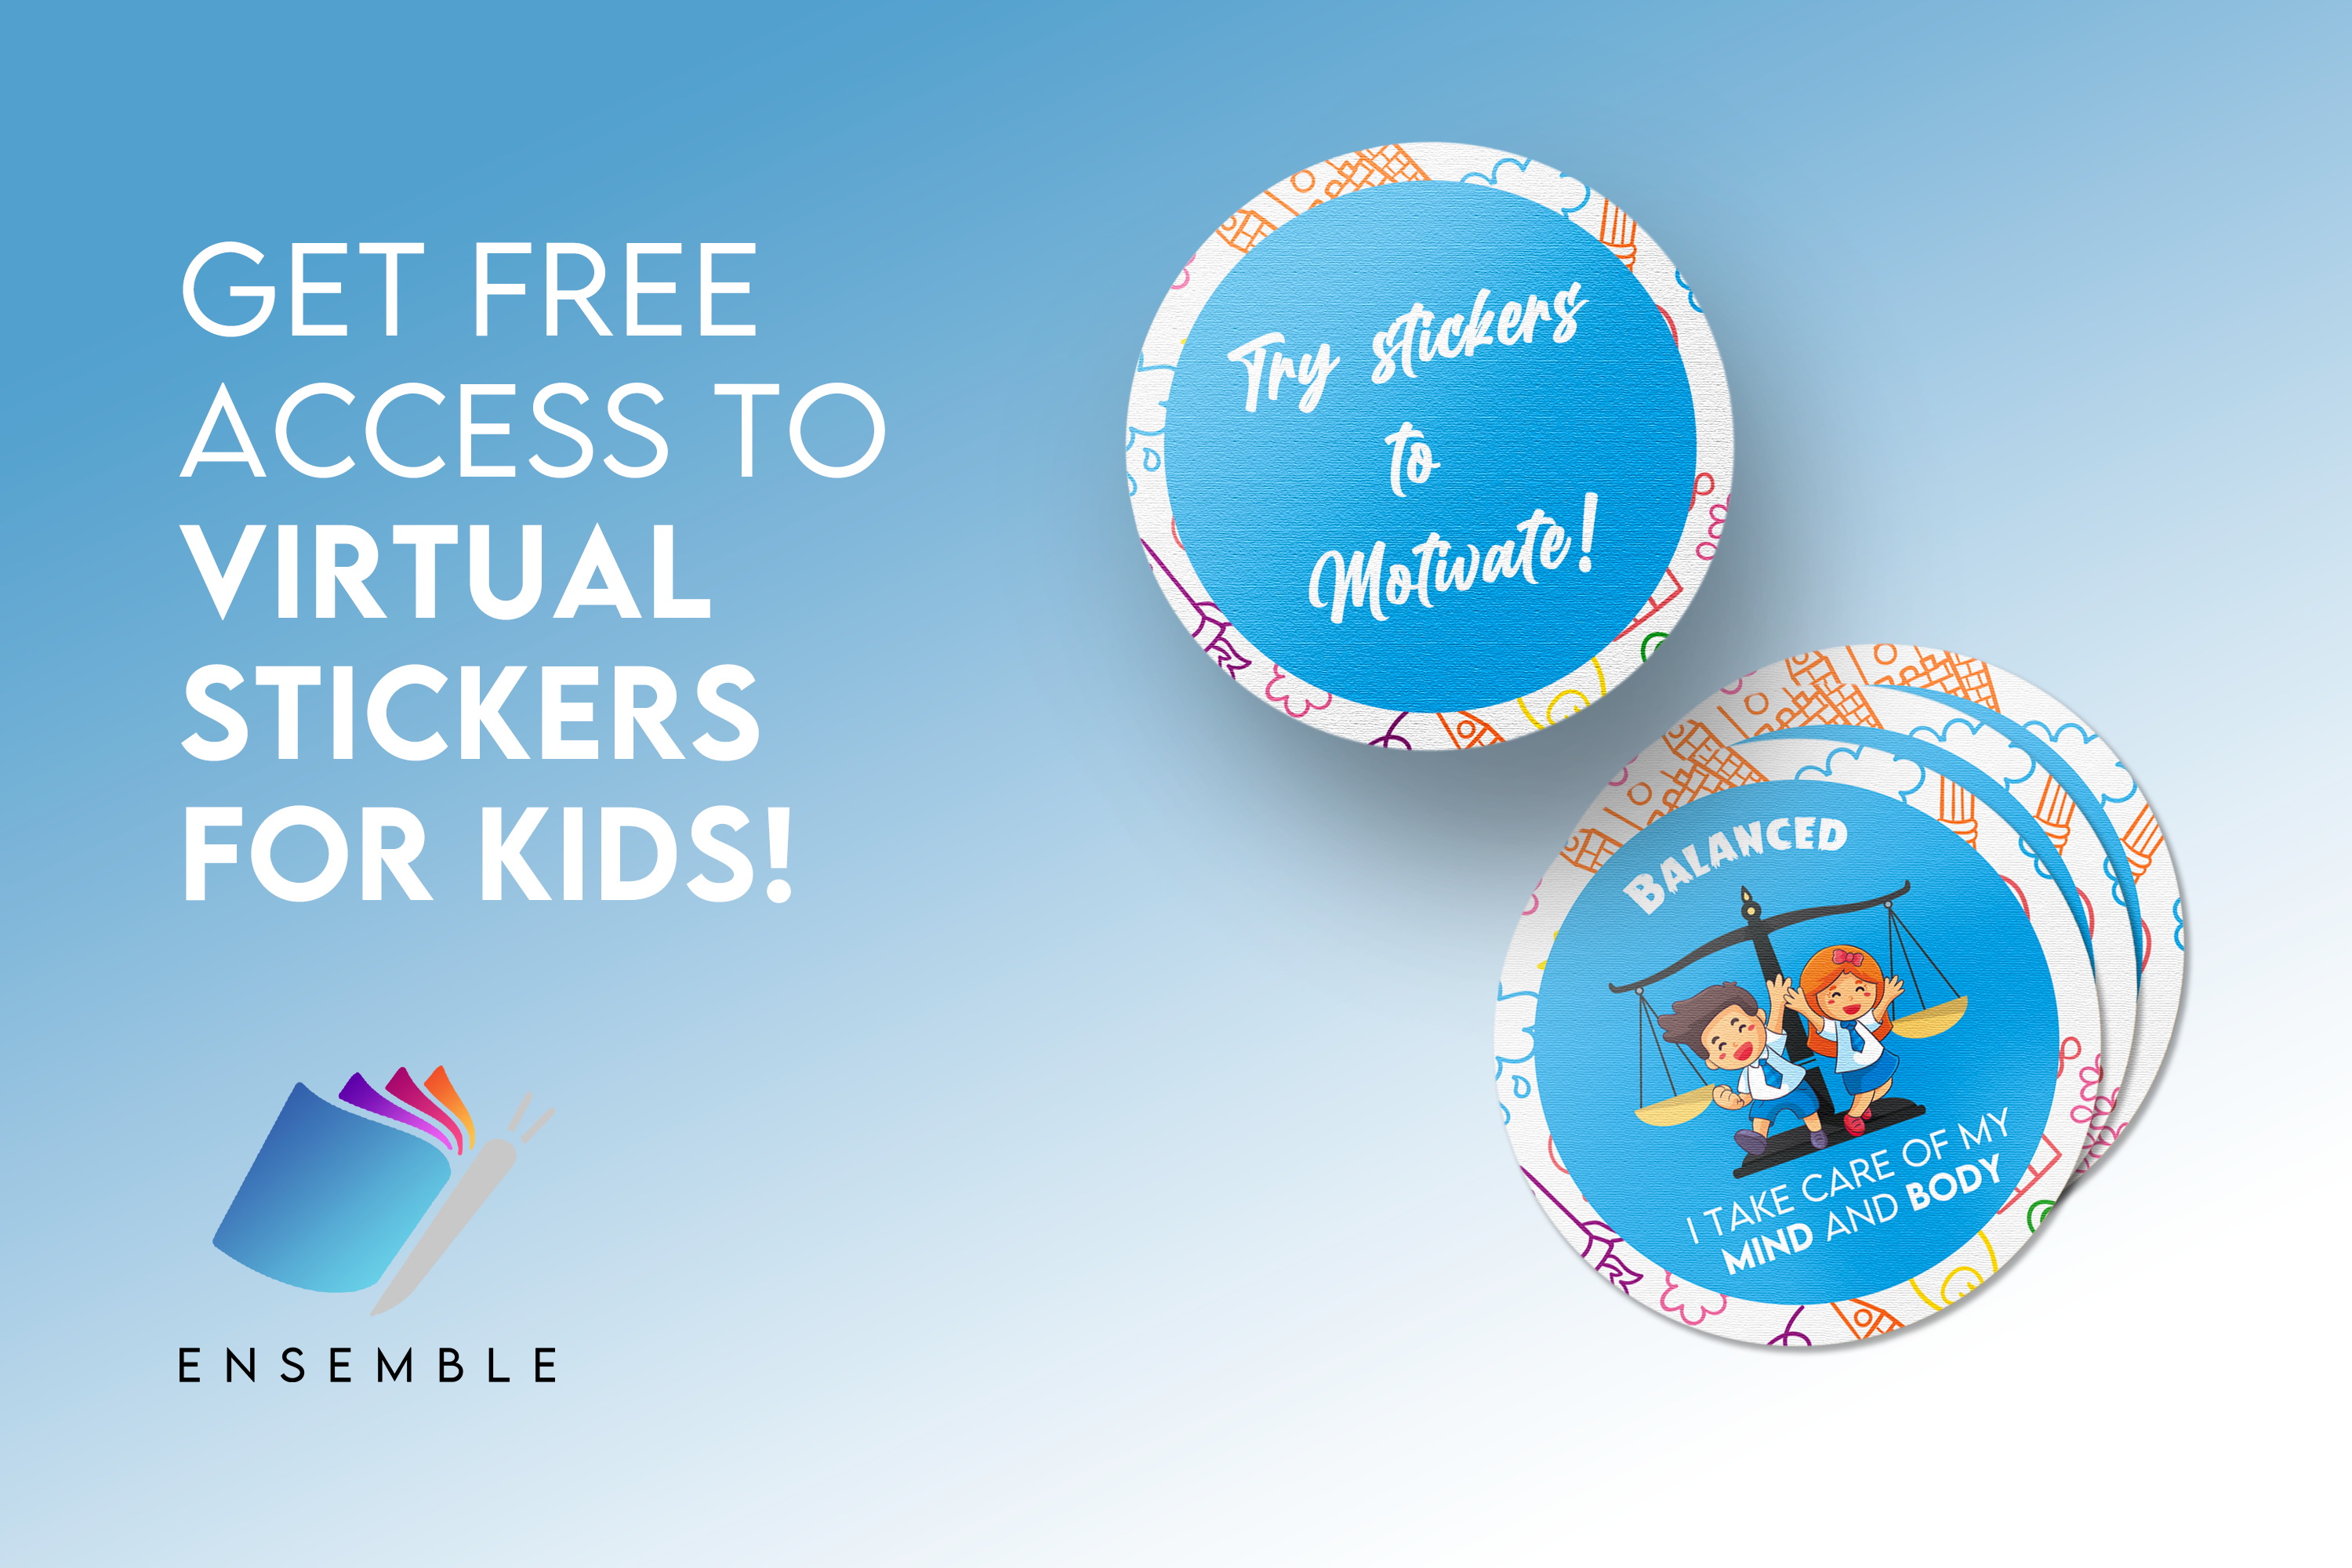 GET FREE
ACCESS TO
VIRTUAL
STICKERS
FOR KIDS!
ENSEMBLE
Try stickers
to
Motivate!
BALANCED
I TAKE CARE OF MY
MIND AND BODY